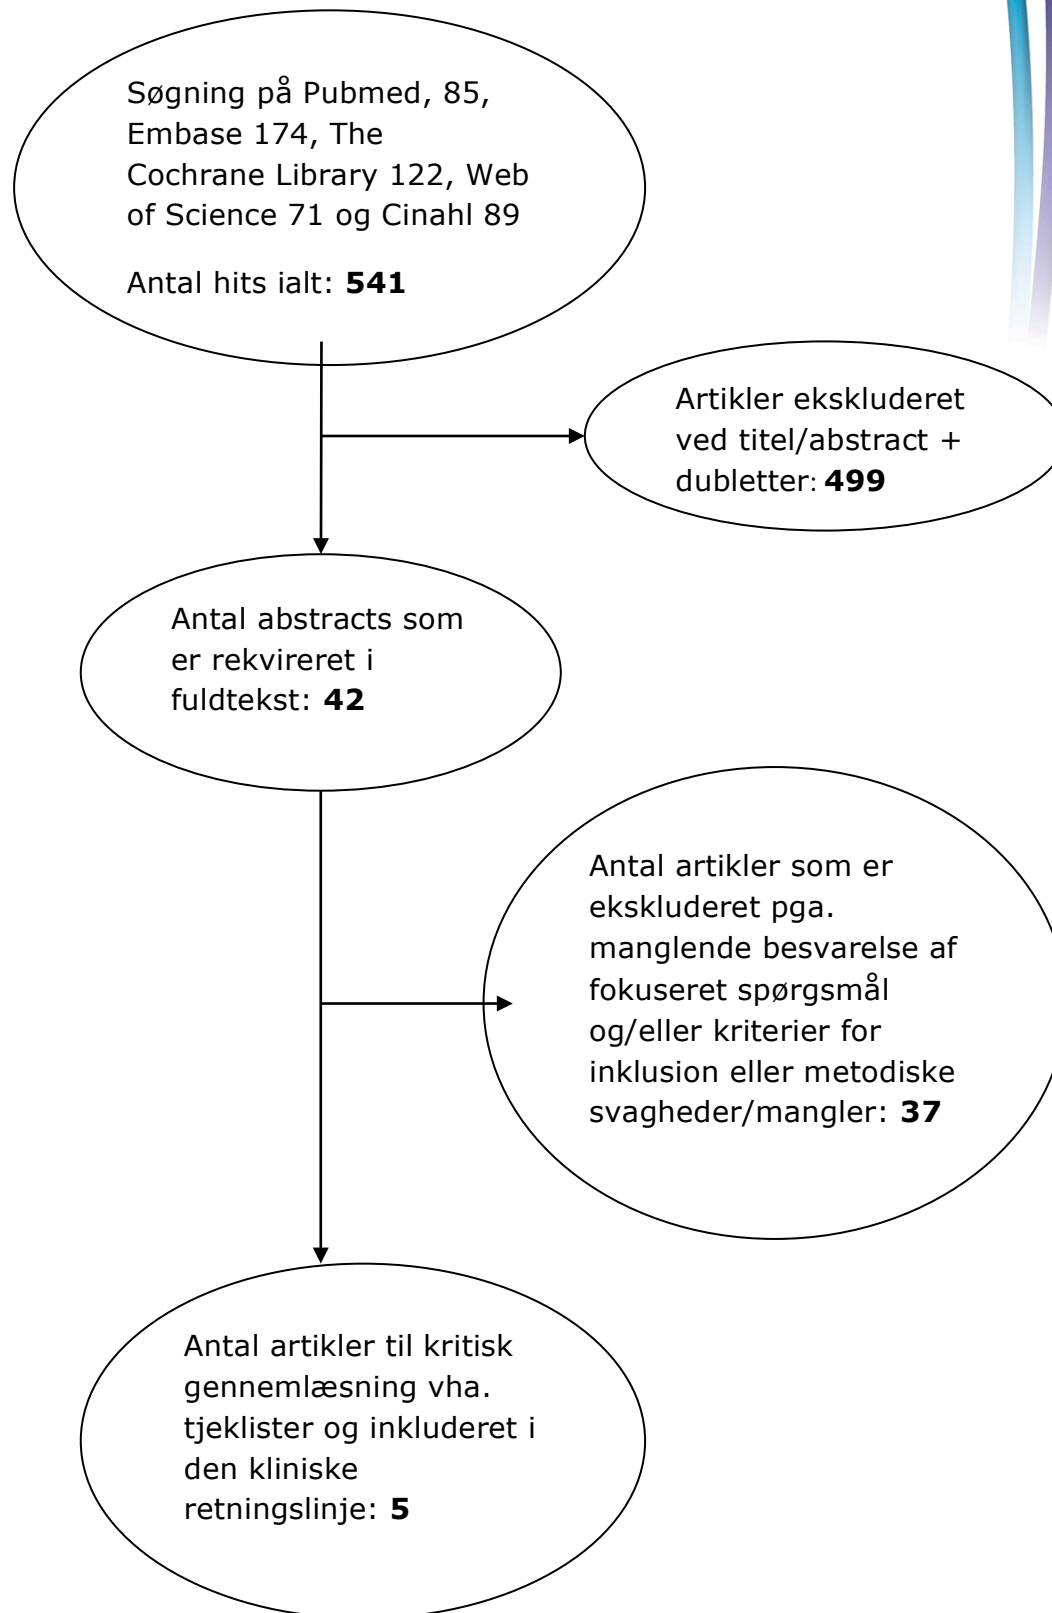 Søgning på Pubmed, 85,
Embase 174, The
Cochrane Library 122, Web
of Science 71 og Cinahl 89
Antal hits ialt: 541
Artikler ekskluderet
ved titel/abstract +
dubletter: 499
Antal abstracts som
er rekvireret i
fuldtekst: 42
Antal artikler som er
ekskluderet pga.
manglende besvarelse af
fokuseret spørgsmål
og/eller kriterier for
inklusion eller metodiske
svagheder/mangler: 37
Antal artikler til kritisk
gennemlæsning vha.
tjeklister og inkluderet i
den kliniske
retningslinje: 5